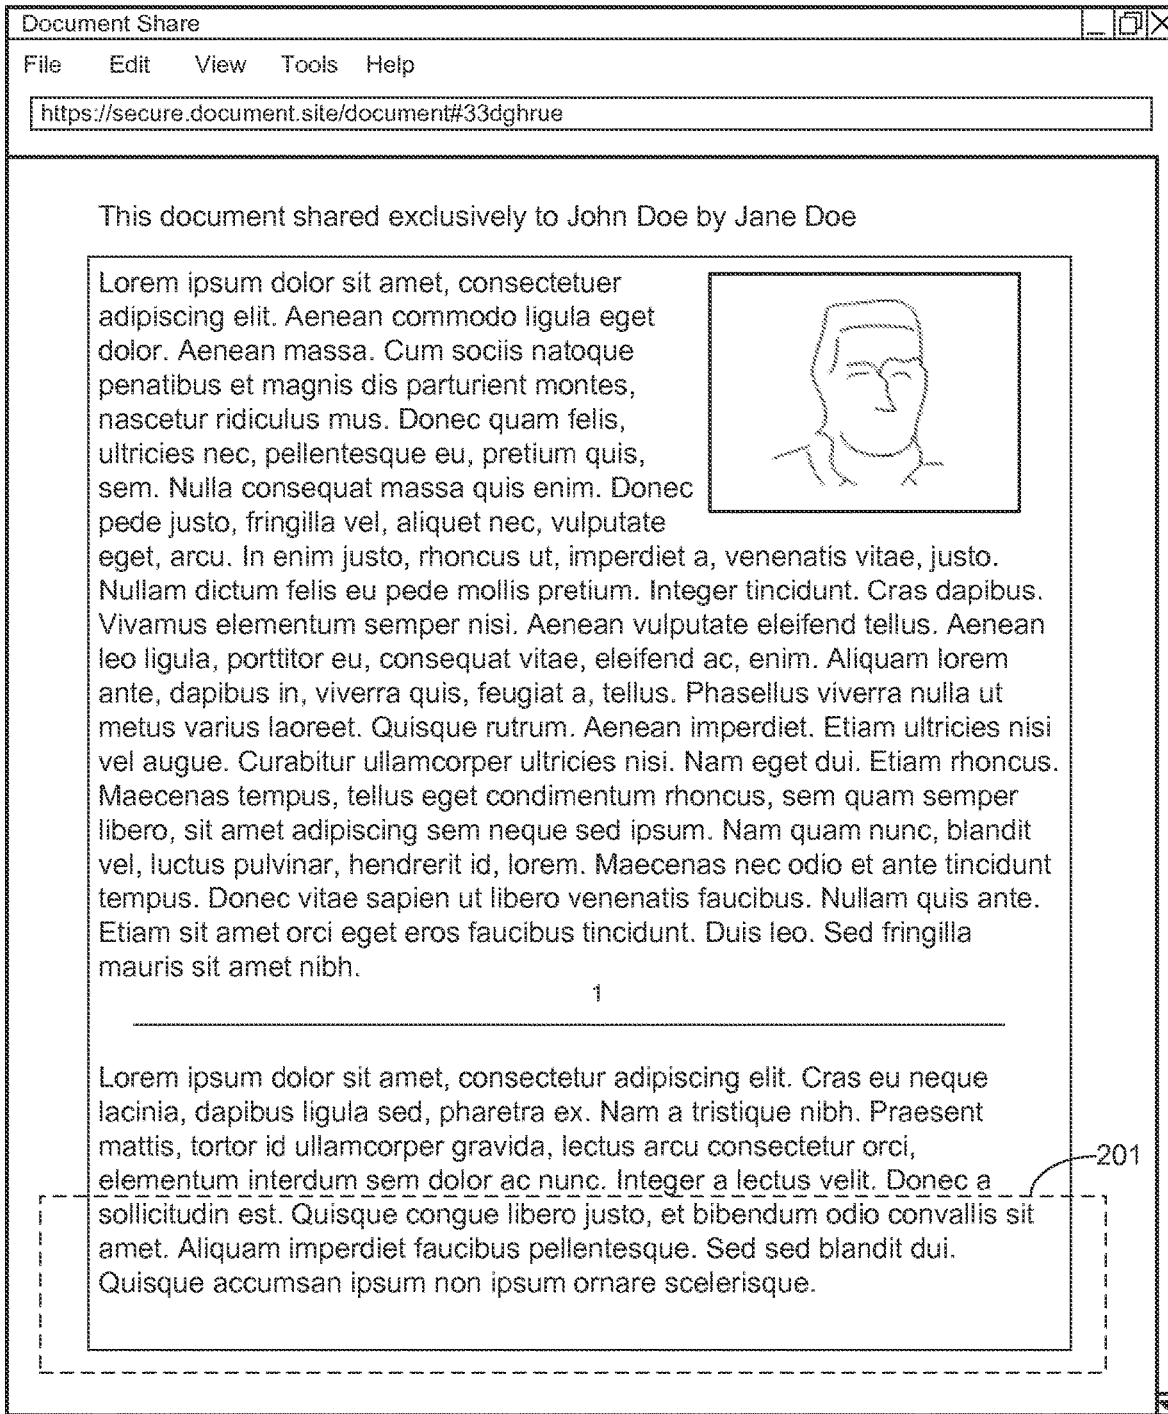 Document Share
File Edit View Tools Help
https://secure.document.site/document#33dghrue
This document shared exclusively to John Doe by Jane Doe
Lorem ipsum dolor sit amet, consectetuer
adipiscing elit. Aenean commodo ligula eget
dolor. Aenean massa. Cum sociis natoque
penatibus et magnis dis parturient montes,
nascetur ridiculus mus. Donec quam felis,
ultricies nec, pellentesque eu, pretium quis,
sem. Nulla consequat massa quis enim. Donec
pede justo, fringilla vel, aliquet nec, vulputate
eget, arcu. In enim justo, rhoncus ut, imperdiet a, venenatis vitae, justo.
Nullam dictum felis eu pede mollis pretium. Integer tincidunt. Cras dapibus.
Vivamus elementum semper nisi. Aenean vulputate eleifend tellus. Aenean
leo ligula, porttitor eu, consequat vitae, eleifend ac, enim. Aliquam lorem
ante, dapibus in, viverra quis, feugiat a, tellus. Phasellus viverra nulla ut
metus varius laoreet. Quisque rutrum. Aenean imperdiet. Etiam ultricies nisi
vel augue. Curabitur ullamcorper ultricies nisi. Nam eget dui. Etiam rhoncus.
Maecenas tempus, tellus eget condimentum rhoncus, sem quam semper
libero, sit amet adipiscing sem neque sed ipsum. Nam quam nunc, blandit
vel, luctus pulvinar, hendrerit id, lorem. Maecenas nec odio et ante tincidunt
tempus. Donec vitae sapien ut libero venenatis faucibus. Nullam quis ante.
Etiam sit amet orci eget eros faucibus tincidunt. Duis leo. Sed fringilla
mauris sit amet nibh.
1
Lorem ipsum dolor sit amet, consectetur adipiscing elit. Cras eu neque
lacinia, dapibus ligula sed, pharetra ex. Nam a tristique nibh. Praesent
mattis, tortor id ullamcorper gravida, lectus arcu consectetur orci,
elementum interdum sem dolor ac nunc. Integer a lectus velit. Donec a
sollicitudin est. Quisque congue libero justo, et bibendum odio convallis sit
amet. Aliquam imperdiet faucibus pellentesque. Sed sed blandit dui.
Quisque accumsan ipsum non ipsum ornare scelerisque.
201